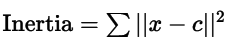 Inertia = ∑ ||x − c||²